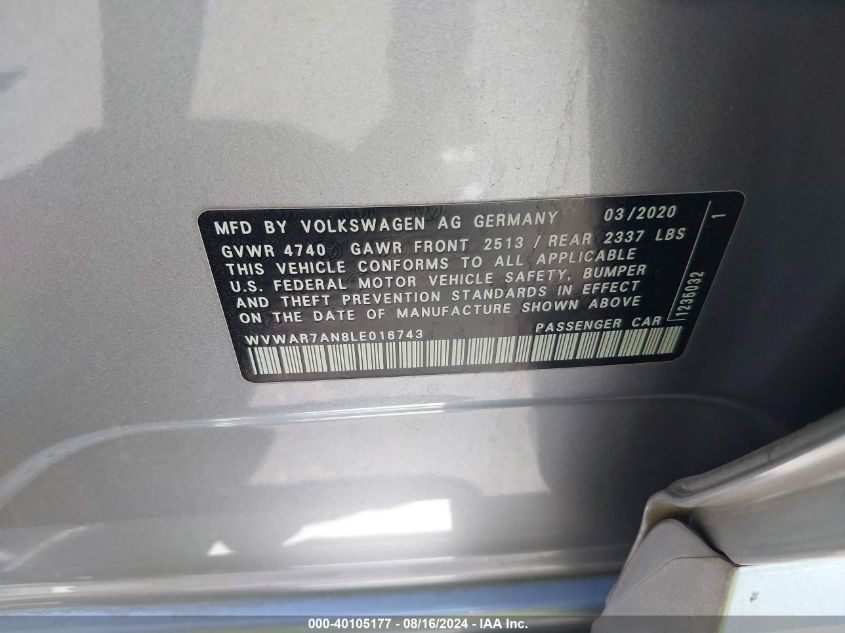 MFD BY VOLKSWAGEN AG GERMANY 03/2020
GVWR 4740 GAWR FRONT 2513 / REAR 2337 LBS
THIS VEHICLE CONFORMS TO ALL APPLICABLE
U.S. FEDERAL MOTOR VEHICLE SAFETY, BUMPER
AND THEFT PREVENTION STANDARDS IN EFFECT
ON THE DATE OF MANUFACTURE SHOWN ABOVE
WVWAR7AN8LE016743 PASSENGER CAR
1235032 1
000-40105177 - 08/16/2024 - IAA Inc.